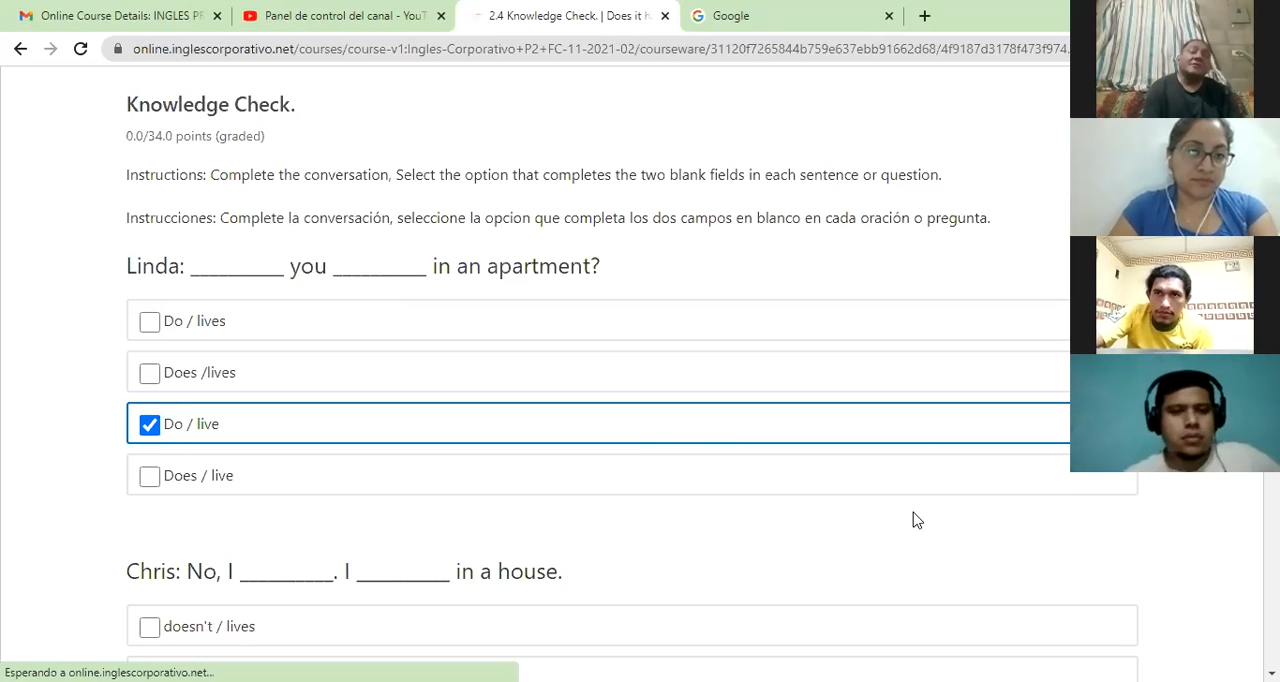 Online Course Details: INGLES PR
Panel de control del canal - YouT
2.4 Knowledge Check. | Does it h
Google
online.inglescorporativo.net/courses/course-v1:Ingles-Corporativo+P2+FC-11-2021-02/courseware/31120f7265844b759e637ebb91662d68/4f9187d3178f473f974...
Knowledge Check.
0.0/34.0 points (graded)
Instructions: Complete the conversation, Select the option that completes the two blank fields in each sentence or question.
Instrucciones: Complete la conversación, seleccione la opcion que completa los dos campos en blanco en cada oración o pregunta.
Linda: __________ you __________ in an apartment?
Do / lives
Does /lives
Do / live
Does / live
Chris: No, I __________. I __________ in a house.
doesn't / lives
Esperando a online.inglescorporativo.net...